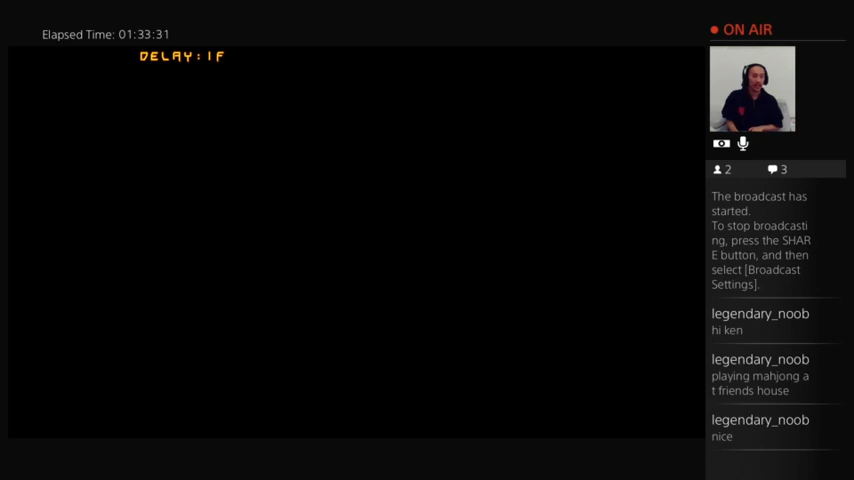 Elapsed Time: 01:33:31
DELAY:1F
ON AIR
2
3
The broadcast has
started.
To stop broadcasti
ng, press the SHAR
E button, and then
select [Broadcast
Settings].
legendary_noob
hi ken
legendary_noob
playing mahjong a
t friends house
legendary_noob
nice